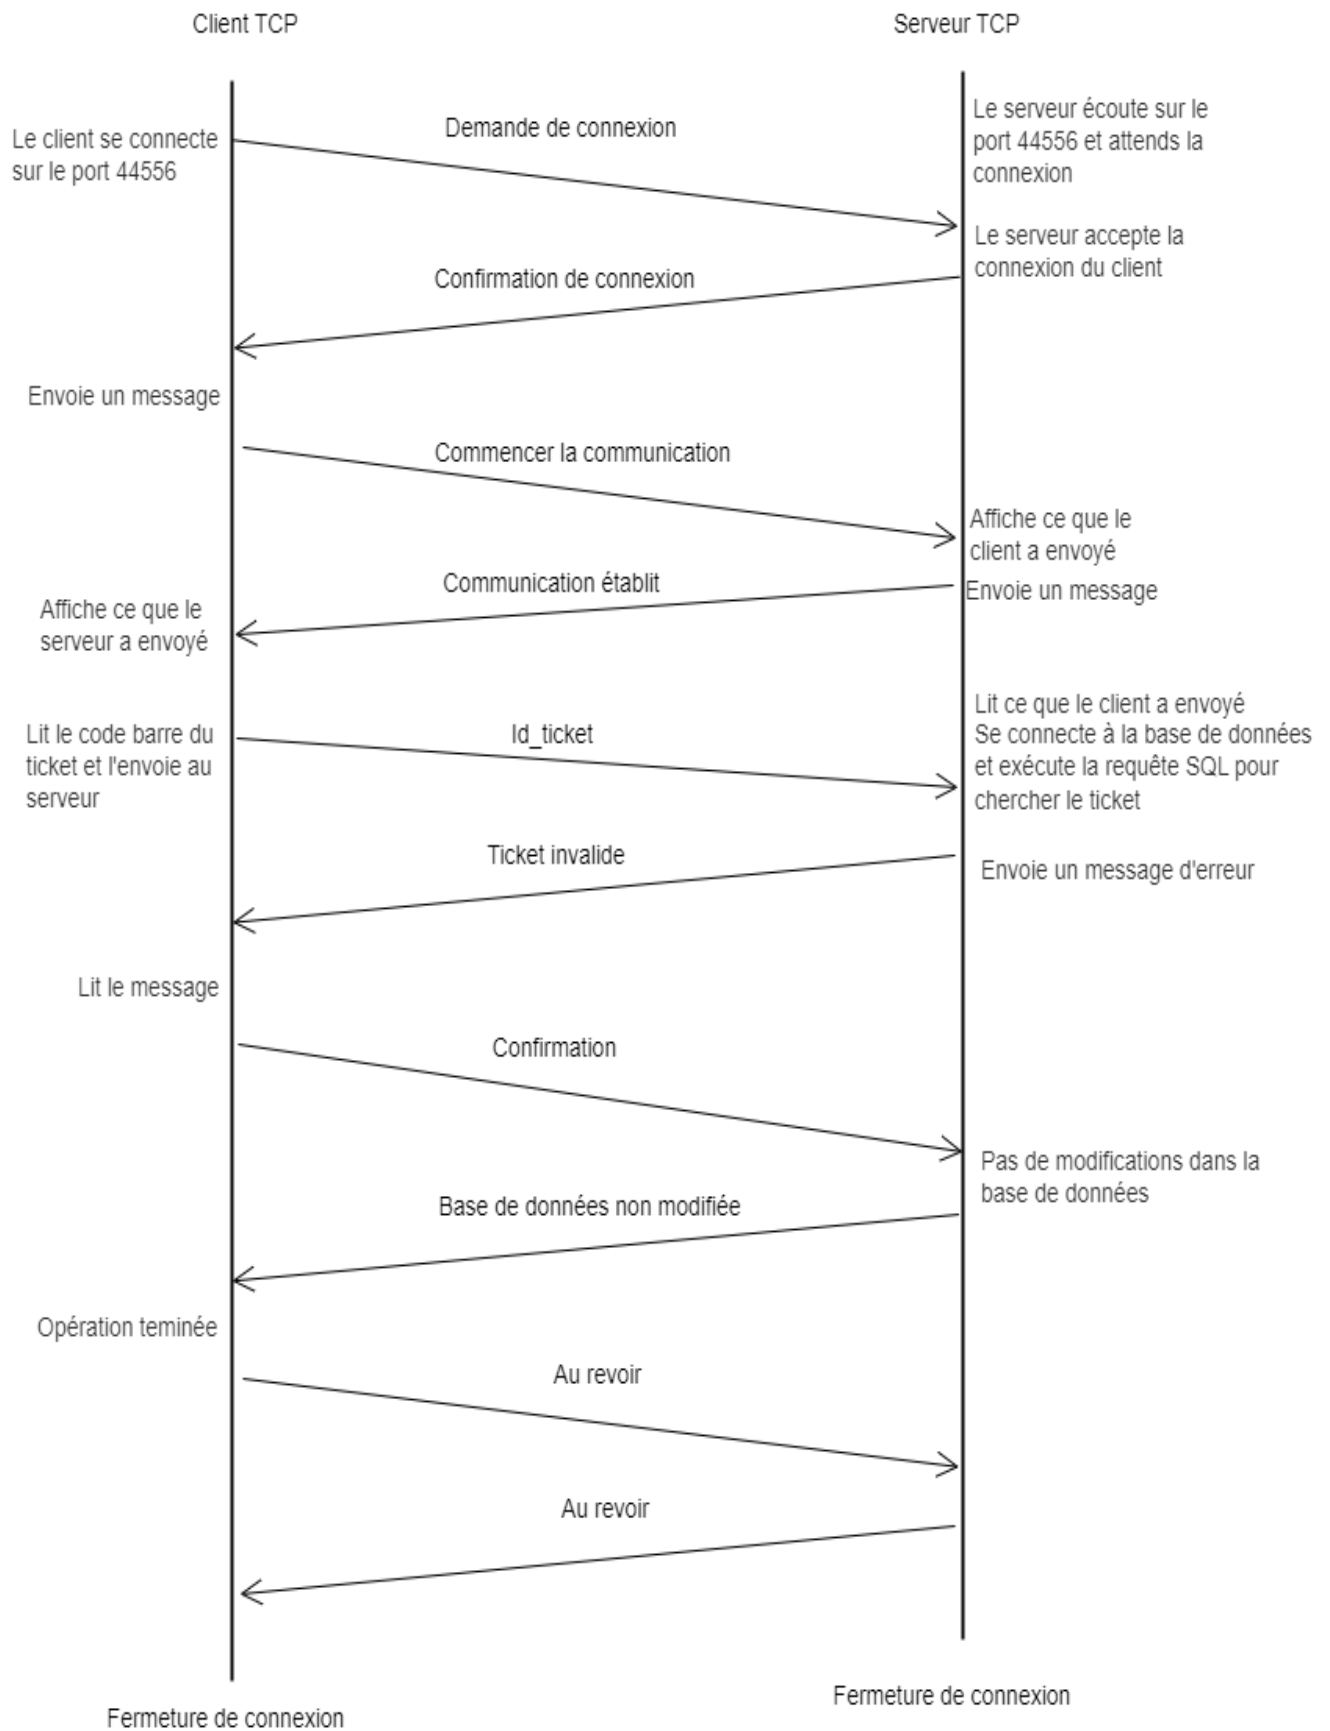 Client TCP
Serveur TCP
Le client se connecte
sur le port 44556
Demande de connexion
Le serveur écoute sur le
port 44556 et attends la
connexion
Le serveur accepte la
connexion du client
Confirmation de connexion
Envoie un message
Commencer la communication
Affiche ce que le
client a envoyé
Envoie un message
Communication établit
Affiche ce que le
serveur a envoyé
Lit le code barre du
ticket et l'envoie au
serveur
Id_ticket
Lit ce que le client a envoyé
Se connecte à la base de données
et exécute la requête SQL pour
chercher le ticket
Ticket invalide
Envoie un message d'erreur
Lit le message
Confirmation
Pas de modifications dans la
base de données
Base de données non modifiée
Opération teminée
Au revoir
Au revoir
Fermeture de connexion
Fermeture de connexion